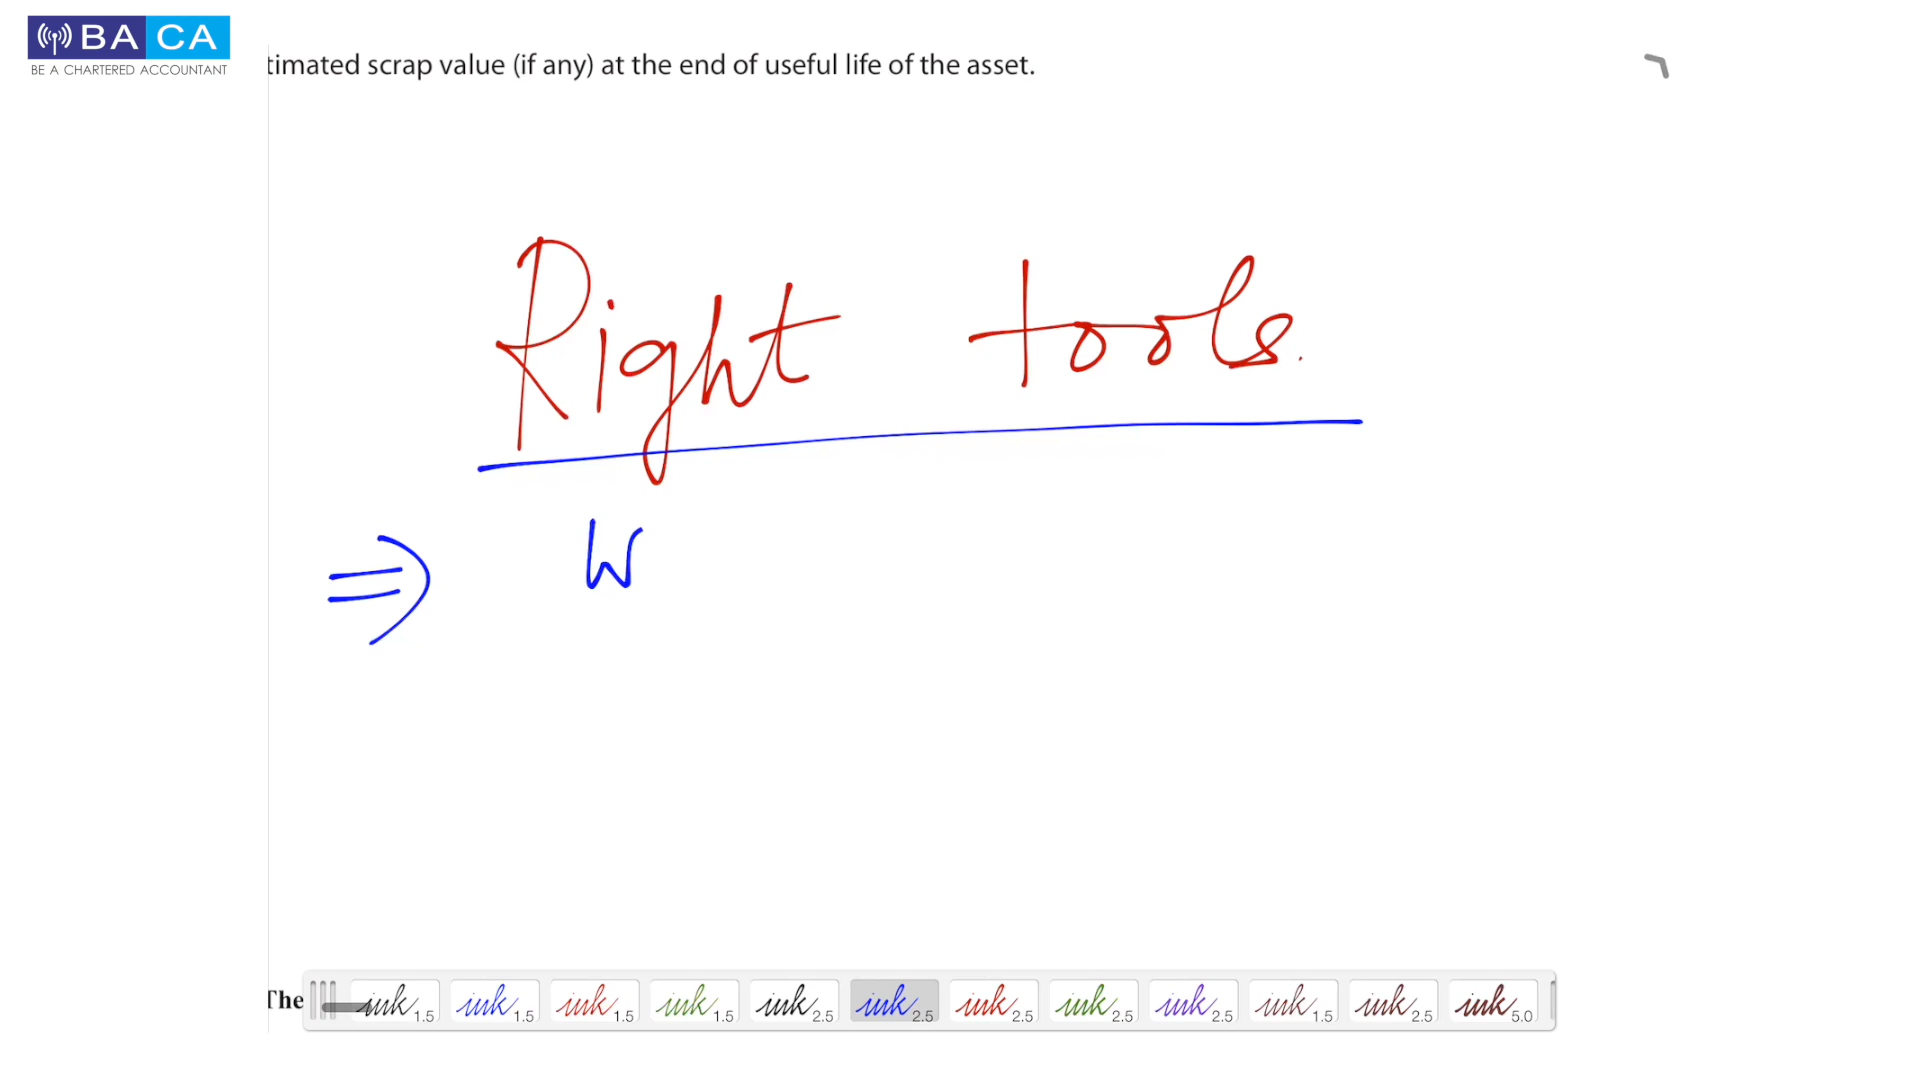 BA CA
BE A CHARTERED ACCOUNTANT
timated scrap value (if any) at the end of useful life of the asset.
Right tools.
⇒ W
The
ink 1.5 ink 1.5 ink 1.5 ink 1.5 ink 2.5 ink 2.5 ink 2.5 ink 2.5 ink 2.5 ink 1.5 ink 2.5 ink 5.0